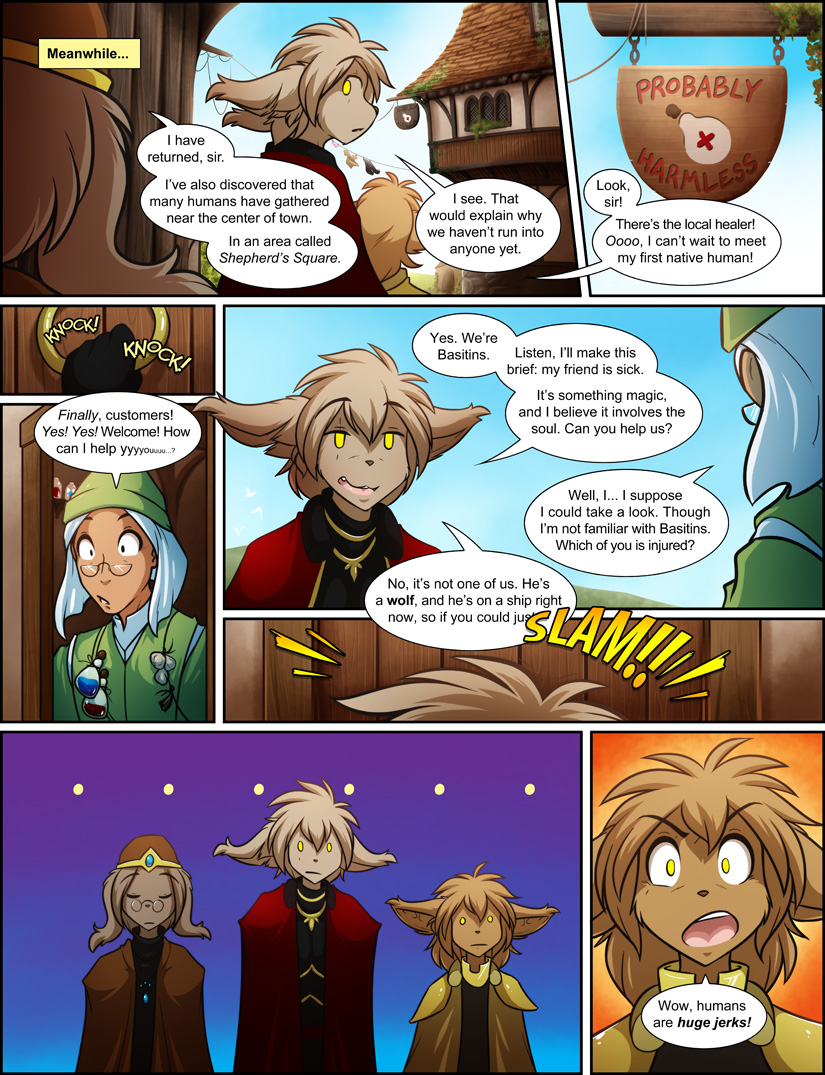 Meanwhile...
I have
returned, sir.
I've also discovered that
many humans have gathered
near the center of town.
In an area called
Shepherd's Square.
I see. That
would explain why
we haven't run into
anyone yet.
PROBABLY
HARMLESS
Look,
sir!
There's the local healer!
Oooo, I can't wait to meet
my first native human!
KNOCK!
KNOCK!
Finally, customers!
Yes! Yes! Welcome! How
can I help yyyyouuuu...?
Yes. We're
Basitins.
Listen, I'll make this
brief: my friend is sick.
It's something magic,
and I believe it involves the
soul. Can you help us?
Well, I... I suppose
I could take a look. Though
I'm not familiar with Basitins.
Which of you is injured?
No, it's not one of us. He's
a wolf, and he's on a ship right
now, so if you could jus
SLAM!!!
Wow, humans
are huge jerks!